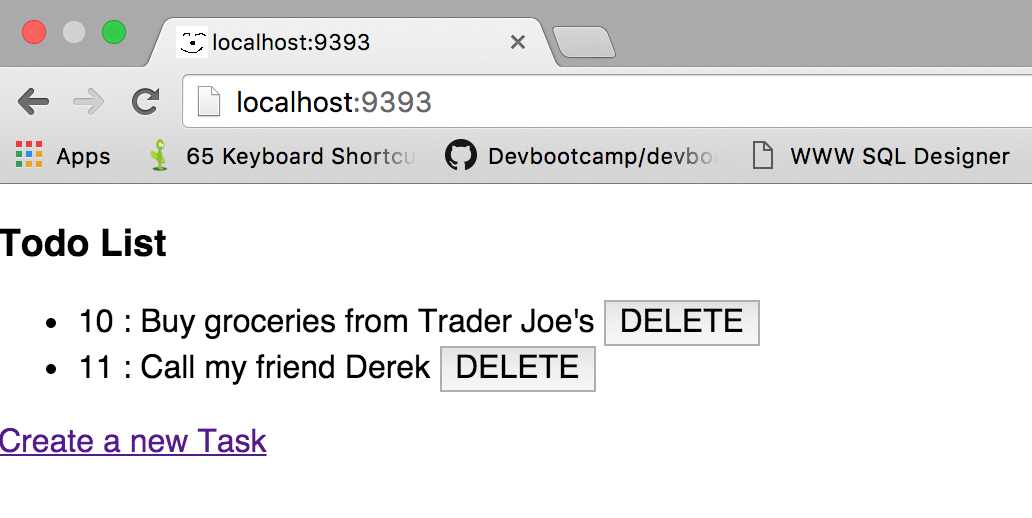 localhost:9393
localhost:9393
Apps 65 Keyboard Shortcu Devbootcamp/devboo WWW SQL Designer
Todo List
10 : Buy groceries from Trader Joe's DELETE
11 : Call my friend Derek DELETE
Create a new Task